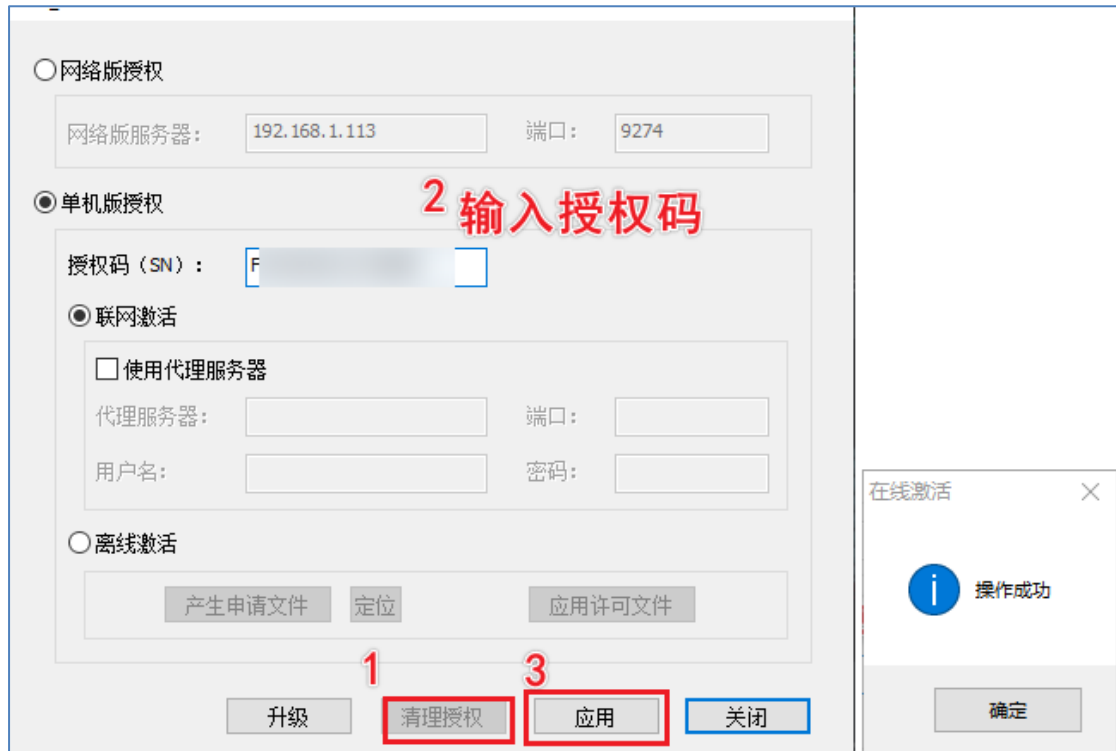 网络版授权
网络版服务器： 192.168.1.113 端口： 9274
单机版授权
2 输入授权码
授权码（SN）： F
联网激活
使用代理服务器
代理服务器： 端口：
用户名： 密码：
在线激活
离线激活
操作成功
产生申请文件 定位 应用许可文件
1 3
升级 清理授权 应用 关闭
确定